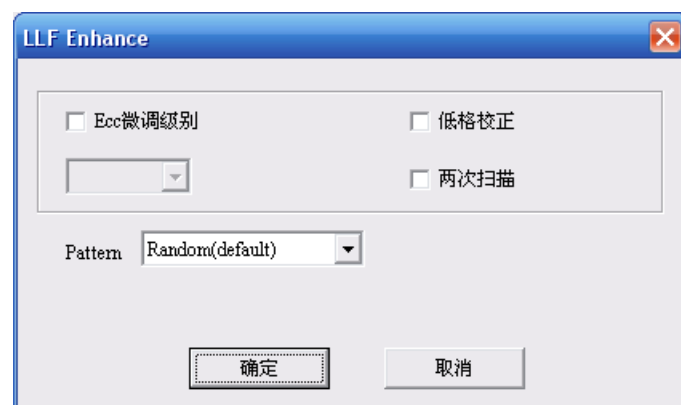 LLF Enhance
Ecc微调级别
低格校正
两次扫描
Pattern Random(default)
确定 取消